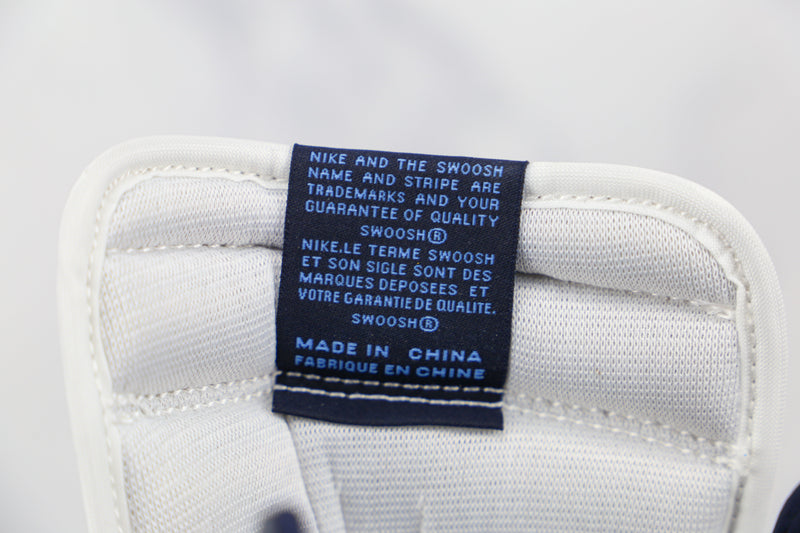 NIKE AND THE SWOOSH
NAME AND STRIPE ARE
TRADEMARKS AND YOUR
GUARANTEE OF QUALITY
SWOOSH®
NIKE,LE TERME SWOOSH
ET SON SIGLE SONT DES
MARQUES DEPOSEES ET
VOTRE GARANTIE DE QUALITE.
SWOOSH®
MADE IN CHINA
FABRIQUE EN CHINE